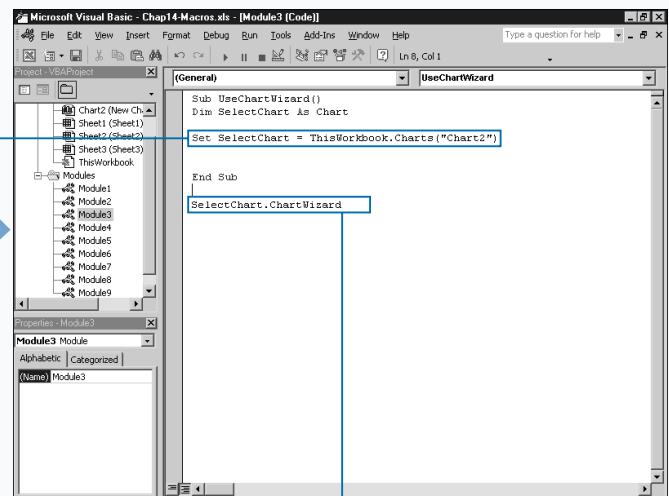 Microsoft Visual Basic - Chap14-Macros.xls - [Module3 (Code)]
File Edit View Insert Format Debug Run Tools Add-Ins Window Help Type a question for help
Ln 8, Col 1
Project - VBAProject
(General) UseChartWizard
Chart2 (New Ch
Sheet1 (Sheet1)
Sheet2 (Sheet2)
Sheet3 (Sheet3)
ThisWorkbook
Modules
Module1
Module2
Module3
Module4
Module5
Module6
Module7
Module8
Module9
Sub UseChartWizard()
Dim SelectChart As Chart
Set SelectChart = ThisWorkbook.Charts("Chart2")
End Sub
SelectChart.ChartWizard
Properties - Module3
Module3 Module
Alphabetic Categorized
(Name) Module3